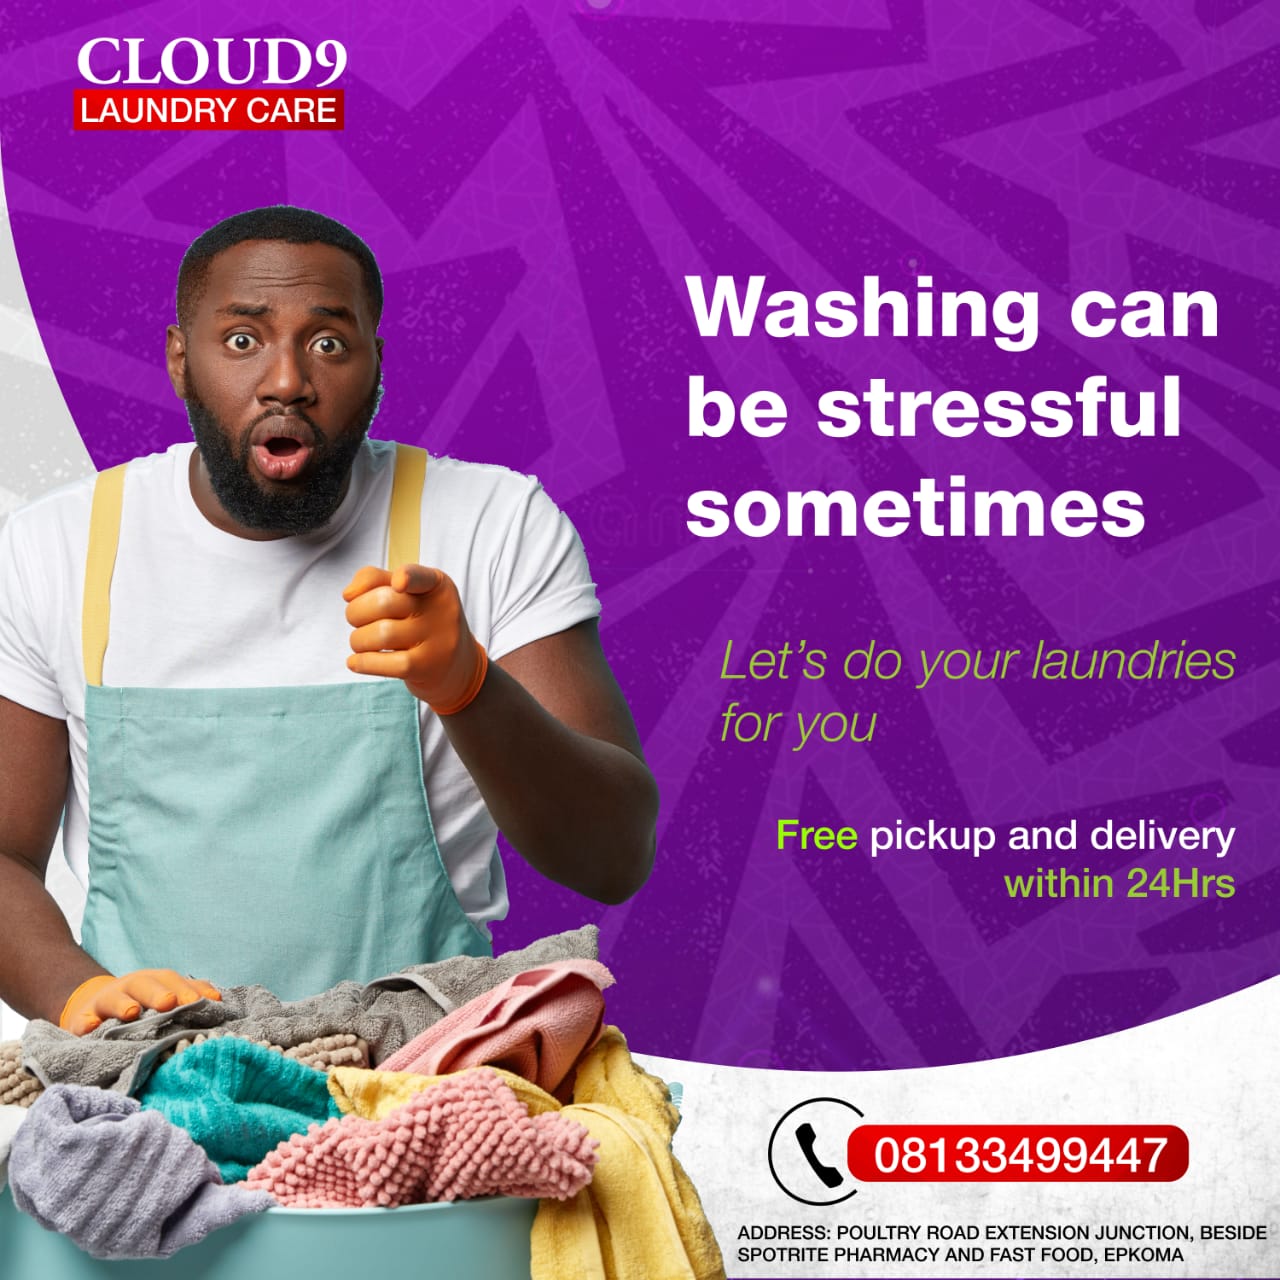 CLOUD9
LAUNDRY CARE
Washing can
be stressful
sometimes
Let's do your laundries
for you
Free pickup and delivery
within 24Hrs
08133499447
ADDRESS: POULTRY ROAD EXTENSION JUNCTION, BESIDE
SPOTRITE PHARMACY AND FAST FOOD, EPKOMA